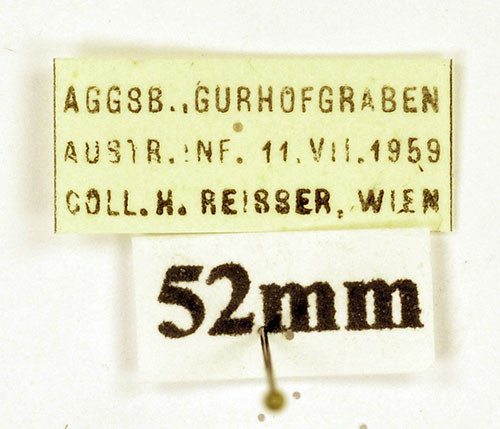 AGGSB., GURHOFGRABEN
AUSTR. INF. 11. VII. 1959
COLL. H. REISSER, WIEN
52mm